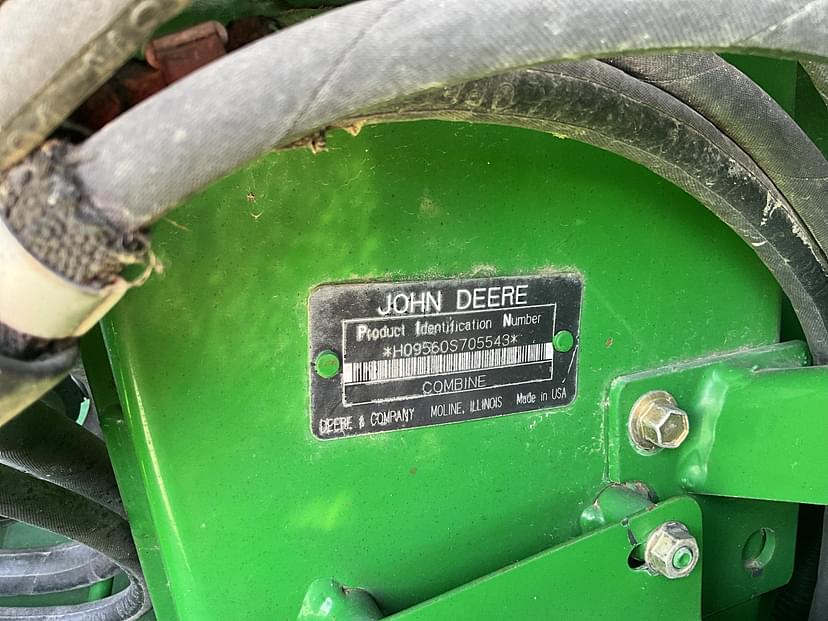 JOHN DEERE
Product Identification Number
*H09560S705543*
COMBINE
DEERE & COMPANY MOLINE, ILLINOIS Made in USA